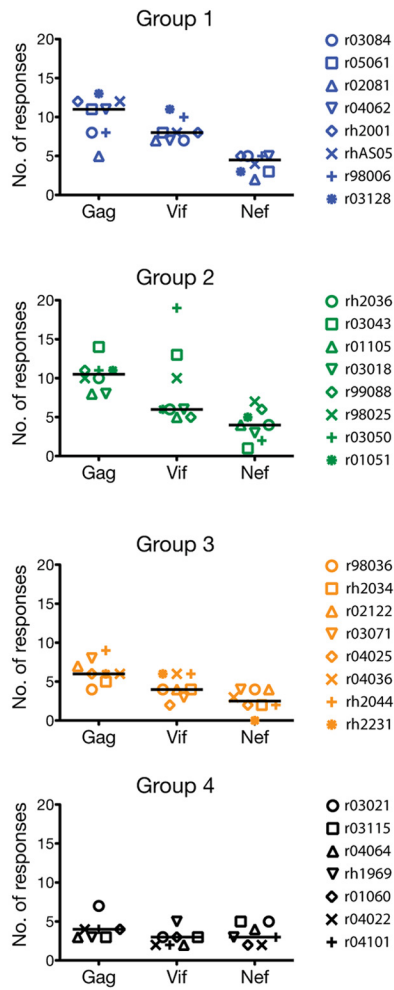 Group 1
No. of responses
20
15
10
5
0
Gag Vif Nef
r03084
r05061
r02081
r04062
rh2001
rhAS05
r98006
r03128
Group 2
No. of responses
20
15
10
5
0
Gag Vif Nef
rh2036
r03043
r01105
r03018
r99088
r98025
r03050
r01051
Group 3
No. of responses
20
15
10
5
0
Gag Vif Nef
r98036
rh2034
r02122
r03071
r04025
r04036
rh2044
rh2231
Group 4
No. of responses
20
15
10
5
0
Gag Vif Nef
r03021
r03115
r04064
rh1969
r01060
r04022
r04101